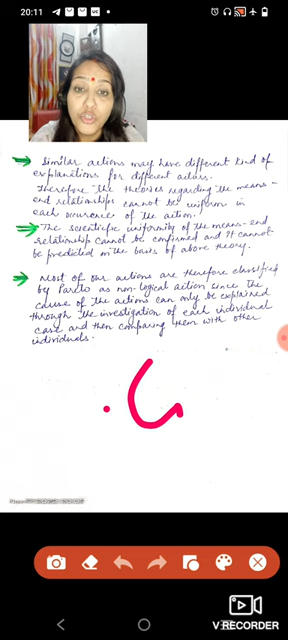 20:11
Similar actions may have different kind of
explanations for different actors.
Therefore the theories regarding the means-
end relationships cannot be uniform in
each occurence of the action.
The scientific uniformity of the means-end
relationship cannot be confirmed and it cannot
be predicted on the basis of above theory.
Most of our actions are therefore classified
by Pareto as non-logical action since the
cause of the actions can only be explained
through the investigation of each individual
case and then comparing them with other
individuals.
V RECORDER